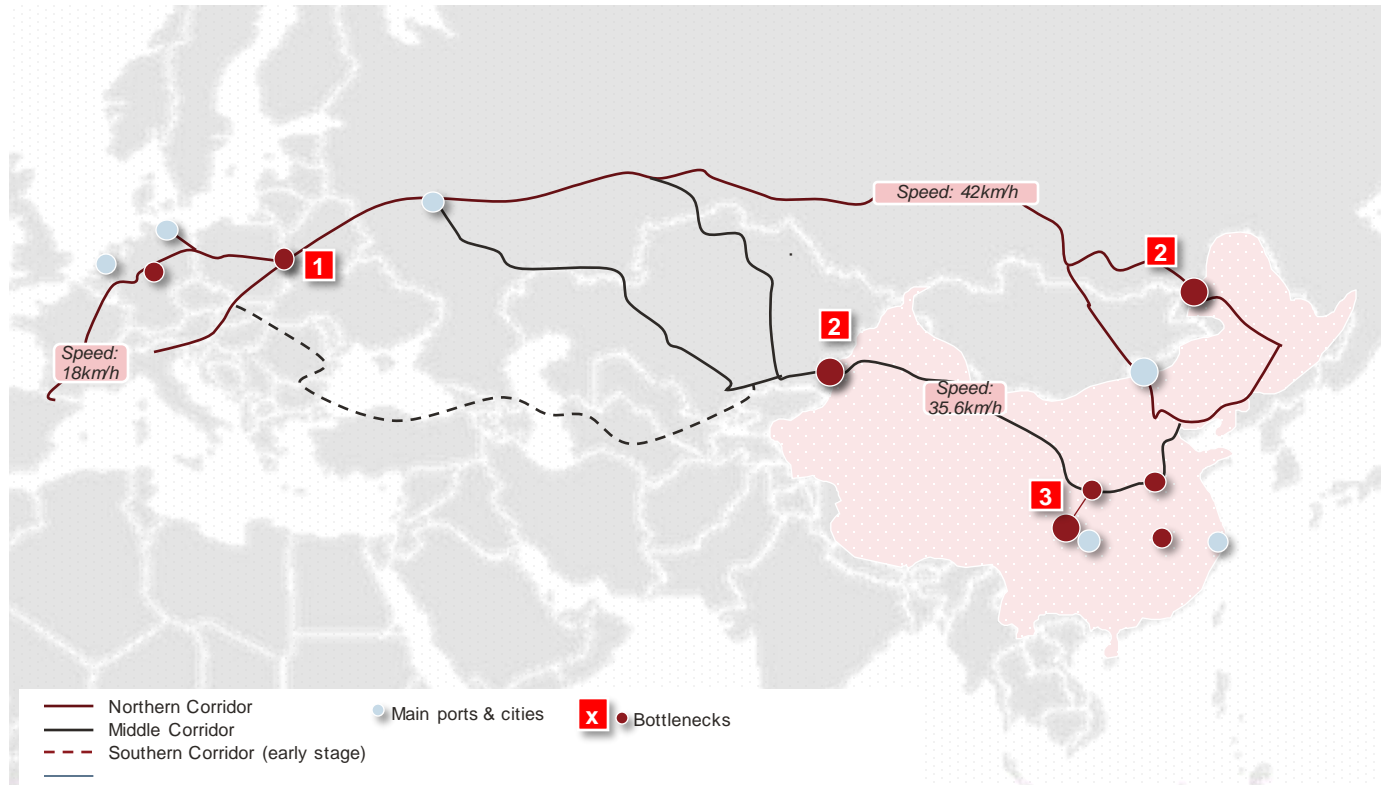 Speed: 42km/h
2
1
2
Speed:
18km/h
Speed:
35.6km/h
3
Northern Corridor
Middle Corridor
Southern Corridor (early stage)
Main ports & cities
x
Bottlenecks